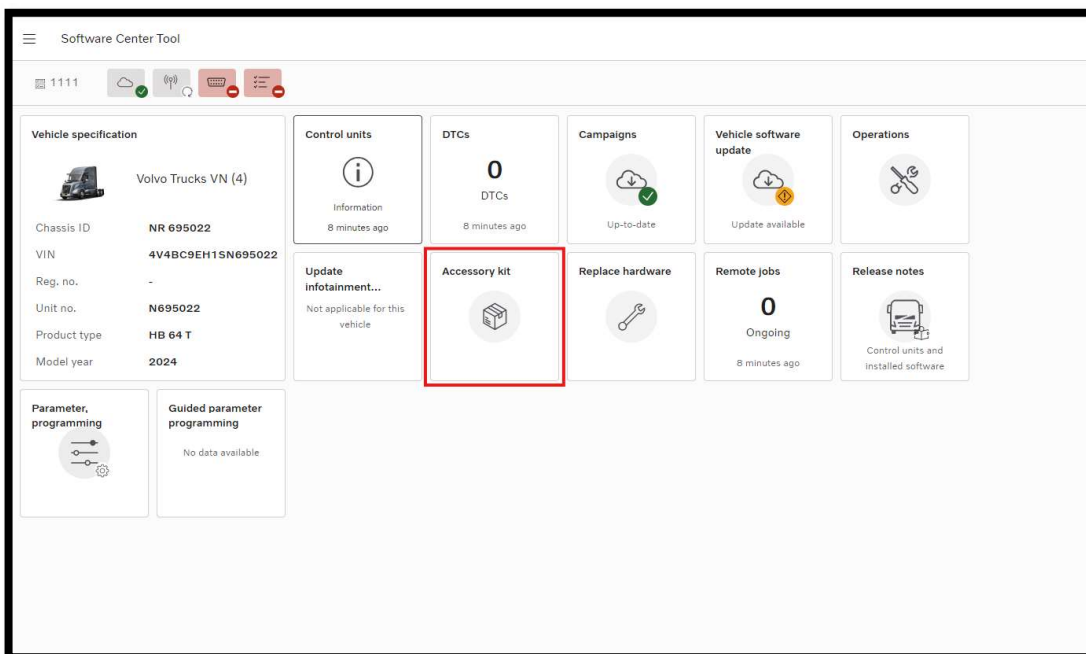 Software Center Tool
1111
Vehicle specification
Volvo Trucks VN (4)
Chassis ID NR 695022
VIN 4V4BC9EH1SN695022
Reg. no. -
Unit no. N695022
Product type HB 64 T
Model year 2024
Control units
Information
8 minutes ago
DTCs
0
DTCs
8 minutes ago
Campaigns
Up-to-date
Vehicle software
update
Update available
Operations
Update
infotainment...
Not applicable for this
vehicle
Accessory kit
Replace hardware
Remote jobs
0
Ongoing
8 minutes ago
Release notes
Control units and
installed software
Parameter,
programming
Guided parameter
programming
No data available